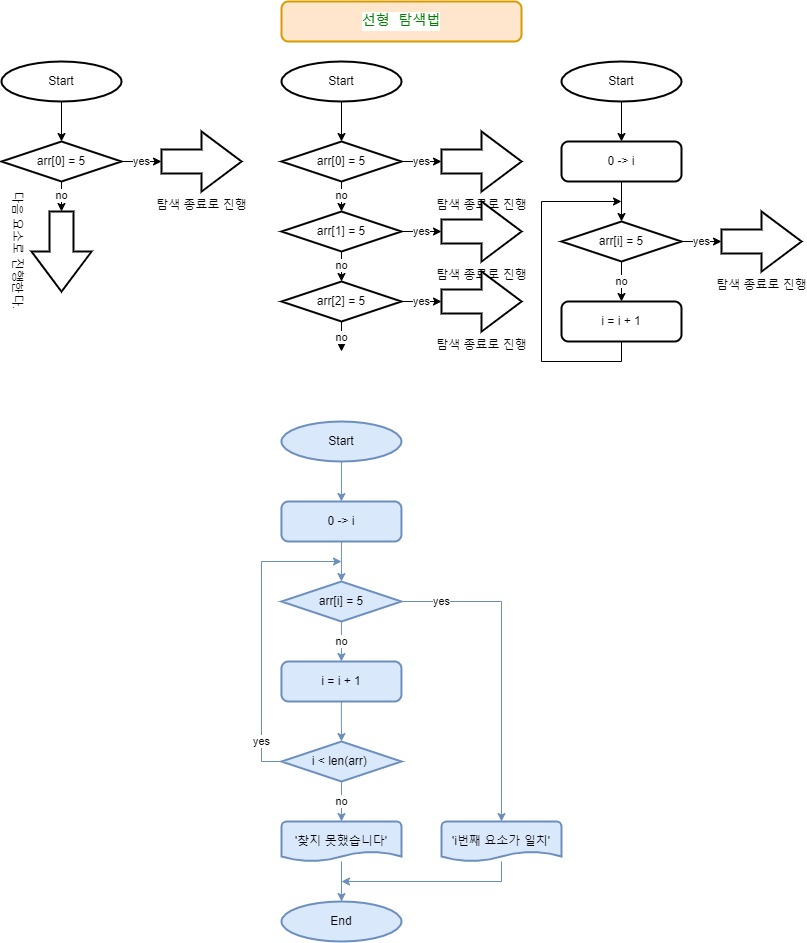 선형 탐색법
Start
arr[0] = 5
yes
탐색 종료로 진행
no
다음 요소로 진행한다.
Start
arr[0] = 5
yes
탐색 종료로 진행
no
arr[1] = 5
yes
탐색 종료로 진행
no
arr[2] = 5
yes
탐색 종료로 진행
no
Start
0 -> i
arr[i] = 5
yes
탐색 종료로 진행
no
i = i + 1
Start
0 -> i
arr[i] = 5
yes
no
i = i + 1
i < len(arr)
yes
no
'찾지 못했습니다'
'i번째 요소가 일치'
End